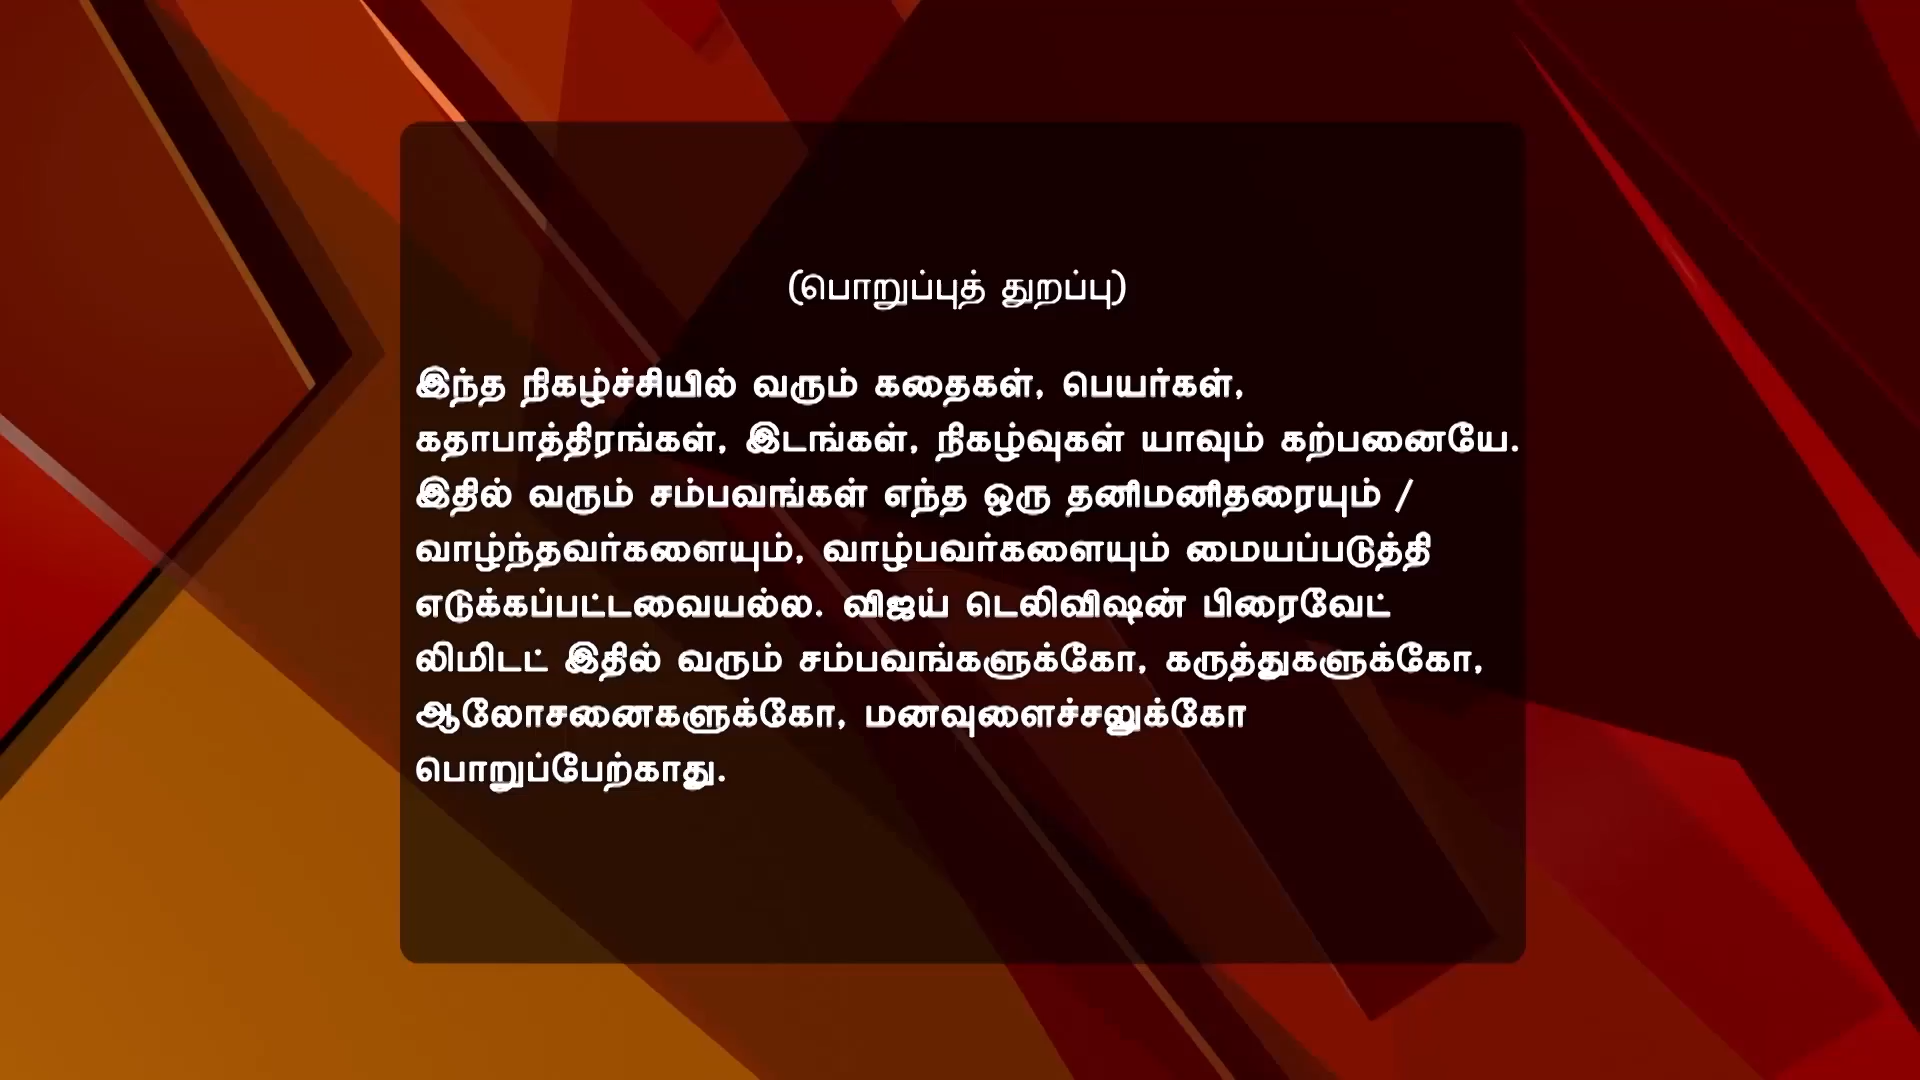 (பொறுப்புத் துறப்பு)
இந்த நிகழ்ச்சியில் வரும் கதைகள், பெயர்கள்,
கதாபாத்திரங்கள், இடங்கள், நிகழ்வுகள் யாவும் கற்பனையே.
இதில் வரும் சம்பவங்கள் எந்த ஒரு தனிமனிதரையும் /
வாழ்ந்தவர்களையும், வாழ்பவர்களையும் மையப்படுத்தி
எடுக்கப்பட்டவையல்ல. விஜய் டெலிவிஷன் பிரைவேட்
லிமிடட் இதில் வரும் சம்பவங்களுக்கோ, கருத்துகளுக்கோ,
ஆலோசனைகளுக்கோ, மனவுளைச்சலுக்கோ
பொறுப்பேற்காது.